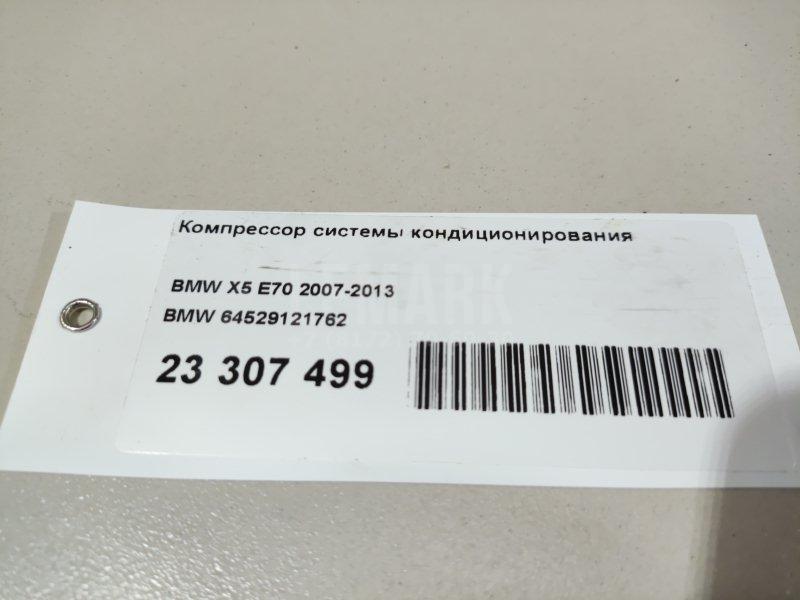 Компрессор системы кондиционирования
BMW X5 E70 2007-2013
BMW 64529121762
23 307 499